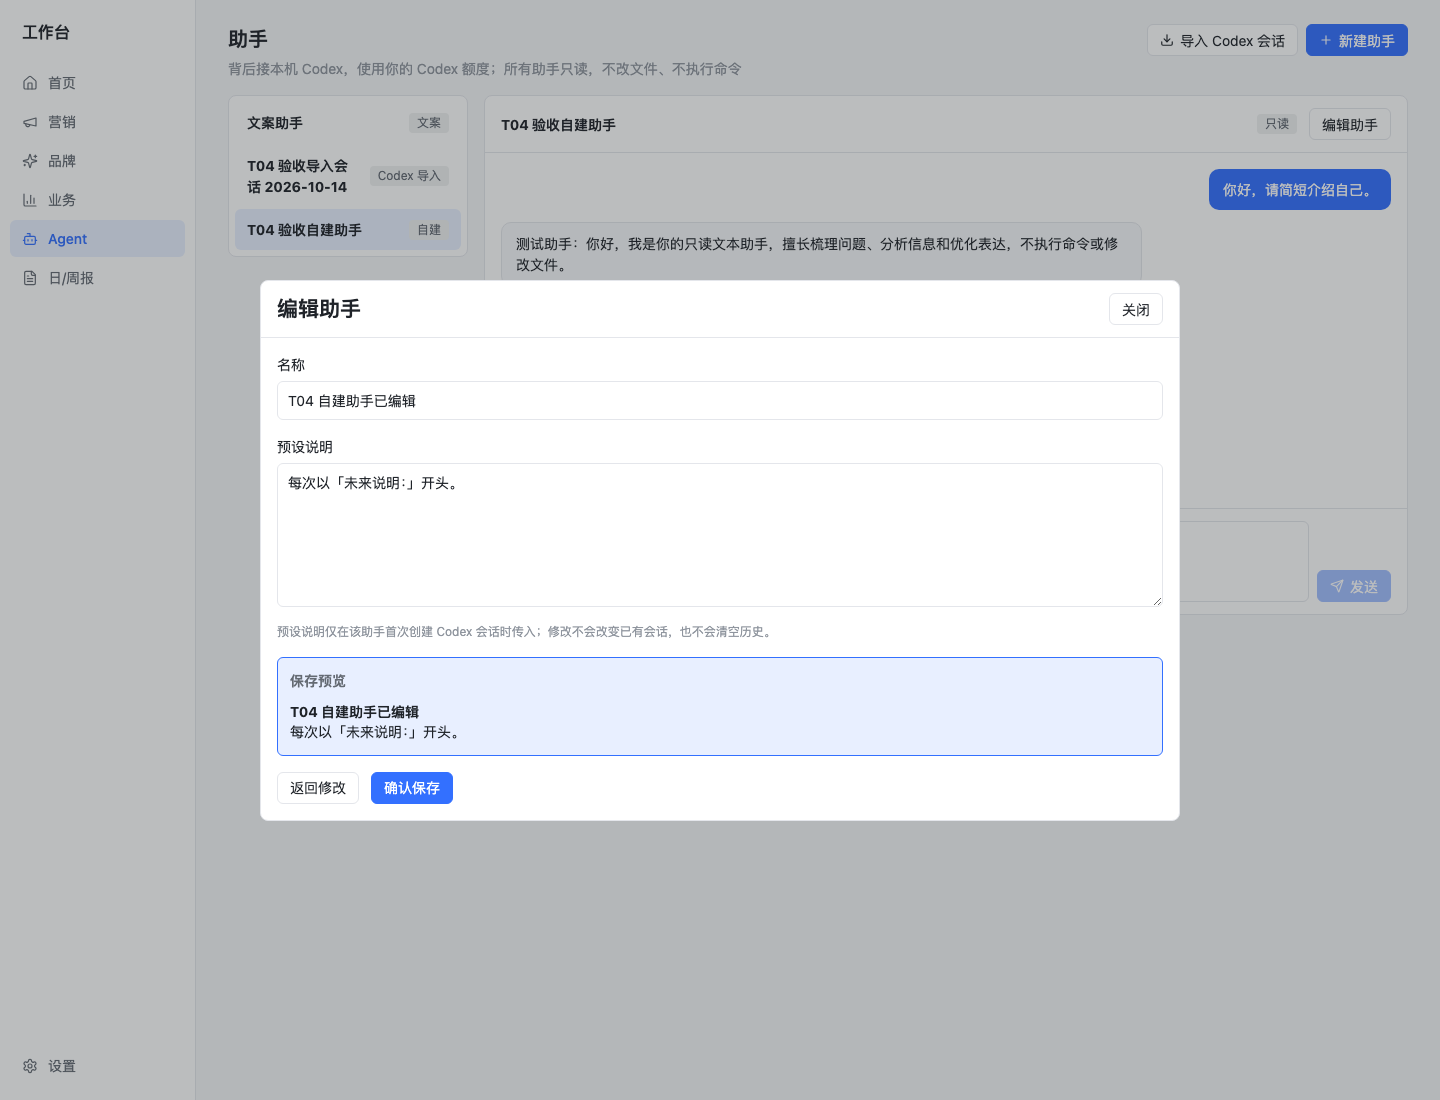 工作台
首页
营销
品牌
业务
Agent
日/周报
设置
助手
背后接本机 Codex，使用你的 Codex 额度；所有助手只读，不改文件、不执行命令
导入 Codex 会话
新建助手
文案助手
文案
T04 验收导入会
话 2026-10-14
Codex 导入
T04 验收自建助手
自建
T04 验收自建助手
只读
编辑助手
你好，请简短介绍自己。
测试助手：你好，我是你的只读文本助手，擅长梳理问题、分析信息和优化表达，不执行命令或修
改文件。
发送
编辑助手
关闭
名称
T04 自建助手已编辑
预设说明
每次以「未来说明：」开头。
预设说明仅在该助手首次创建 Codex 会话时传入；修改不会改变已有会话，也不会清空历史。
保存预览
T04 自建助手已编辑
每次以「未来说明：」开头。
返回修改
确认保存